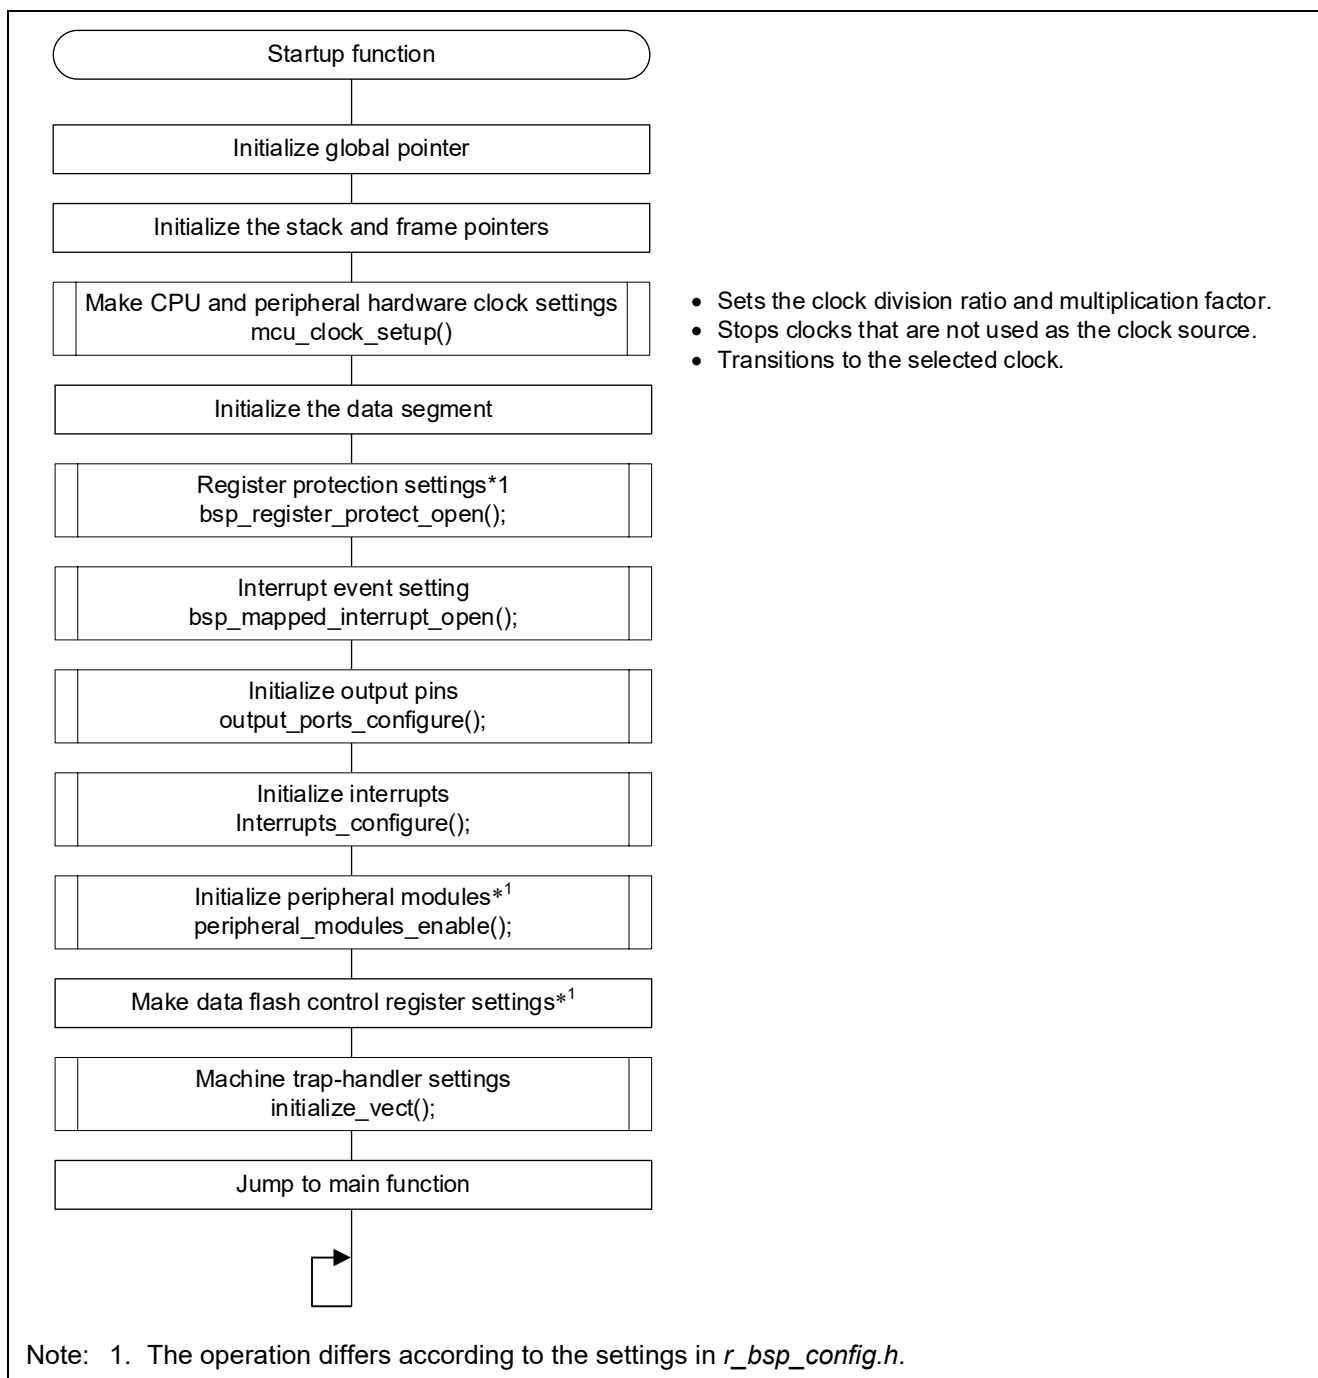 Startup function
Initialize global pointer
Initialize the stack and frame pointers
Make CPU and peripheral hardware clock settings
mcu_clock_setup()
• Sets the clock division ratio and multiplication factor.
• Stops clocks that are not used as the clock source.
• Transitions to the selected clock.
Initialize the data segment
Register protection settings*1
bsp_register_protect_open();
Interrupt event setting
bsp_mapped_interrupt_open();
Initialize output pins
output_ports_configure();
Initialize interrupts
Interrupts_configure();
Initialize peripheral modules*1
peripheral_modules_enable();
Make data flash control register settings*1
Machine trap-handler settings
initialize_vect();
Jump to main function
Note: 1. The operation differs according to the settings in r_bsp_config.h.